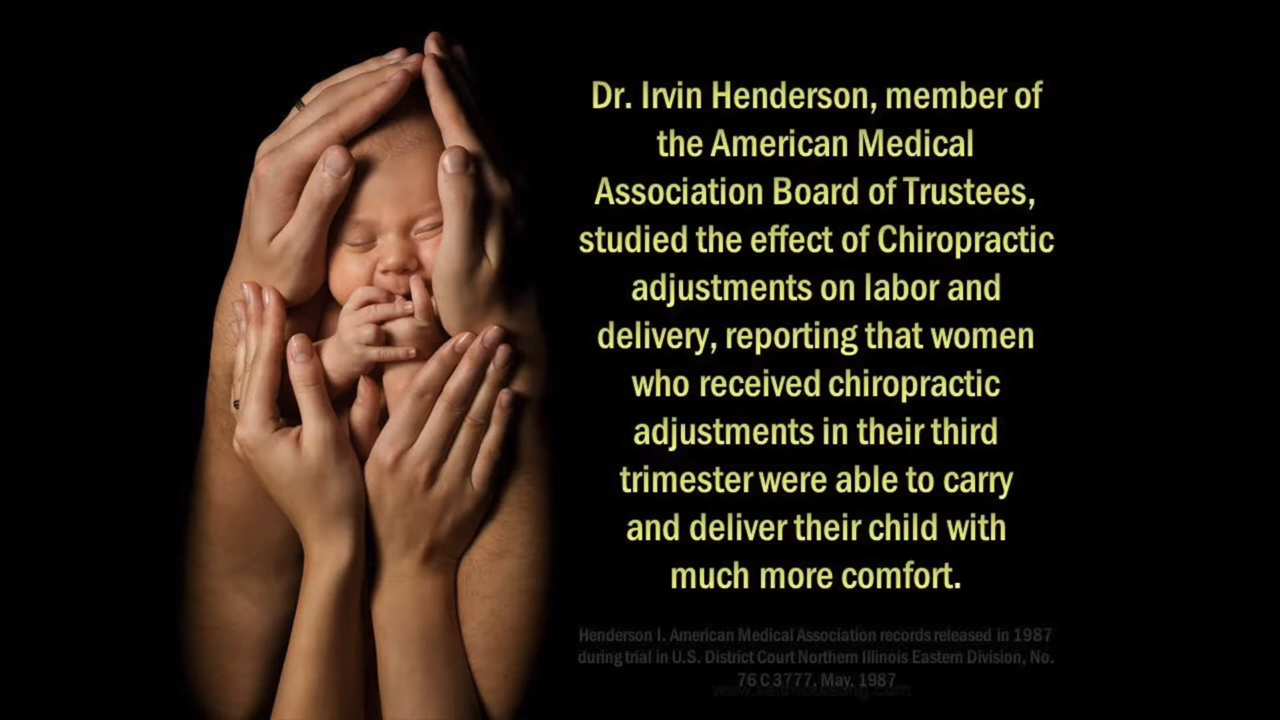 Dr. Irvin Henderson, member of
the American Medical
Association Board of Trustees,
studied the effect of Chiropractic
adjustments on labor and
delivery, reporting that women
who received chiropractic
adjustments in their third
trimester were able to carry
and deliver their child with
much more comfort.
Henderson I. American Medical Association records released in 1987
during trial in U.S. District Court Northern Illinois Eastern Division, No.
76 C 3777, May. 1987